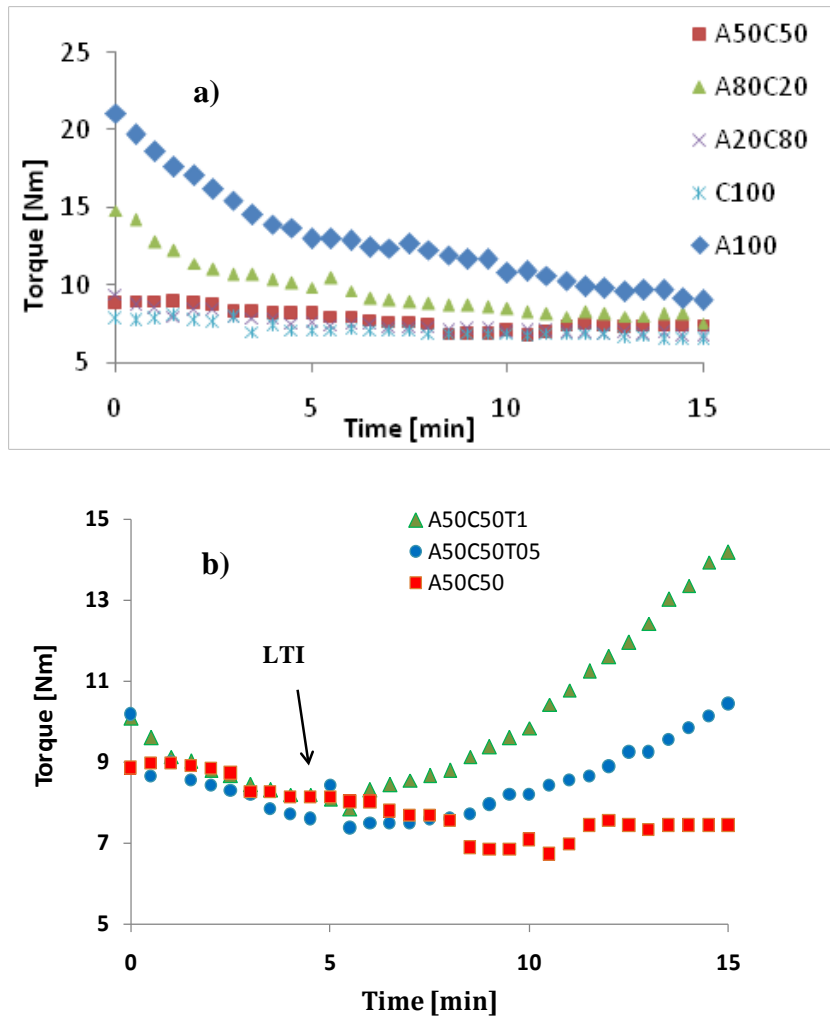 a)
A50C50
A80C20
A20C80
C100
A100
25
20
15
10
5
0 5 10 15
Torque [Nm]
Time [min]
b)
A50C50T1
A50C50T05
A50C50
LTI
15
13
11
9
7
5
0 5 10 15
Torque [Nm]
Time [min]